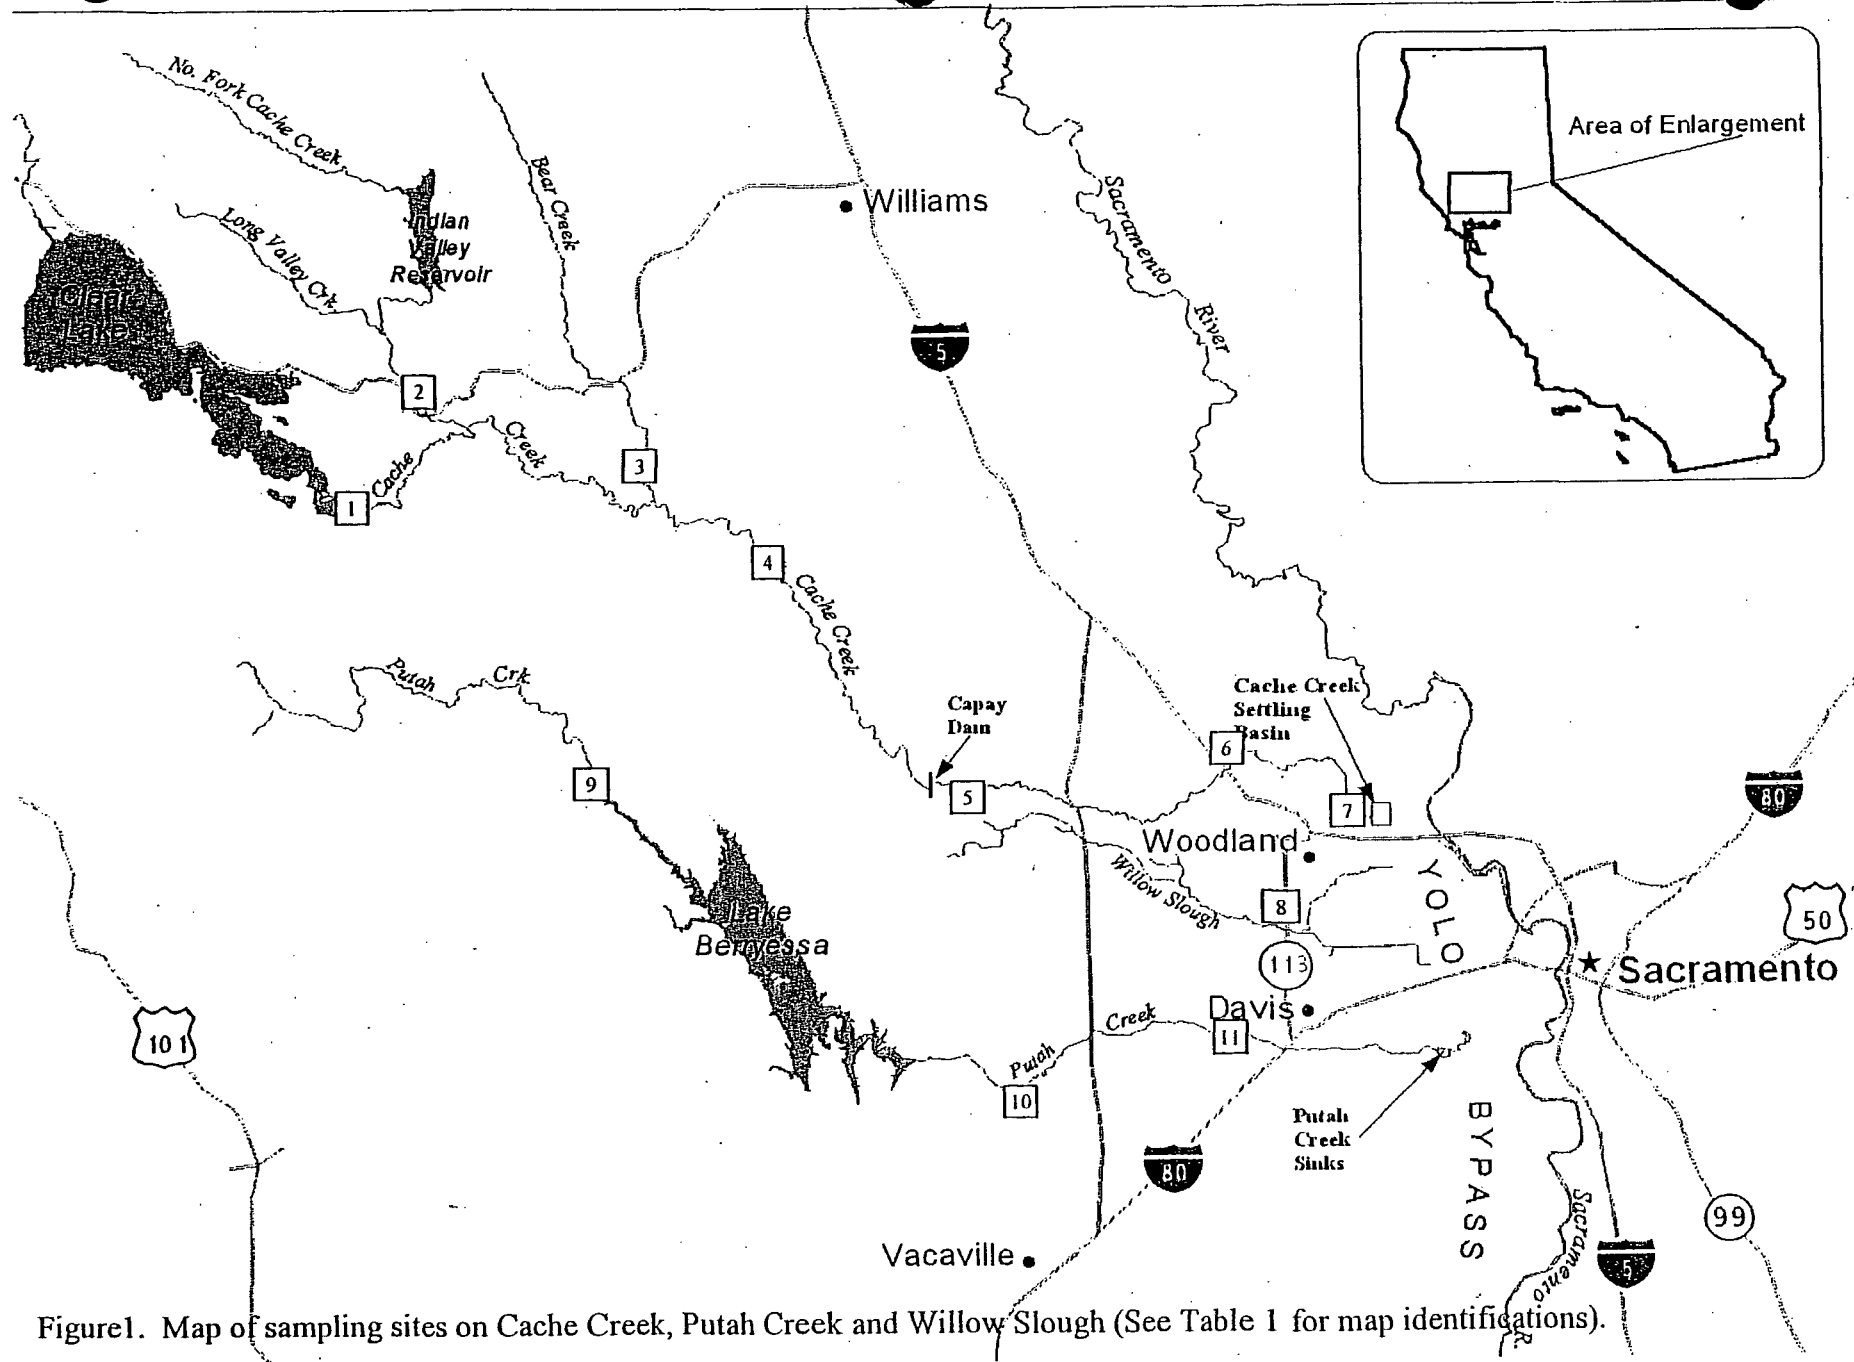 No. Fork Cache Creek
Bear Creek
Long Valley Crk.
Indian
Valley
Reservoir
Williams
Sacramento
River
Area of Enlargement
Clear
Lake
5
2
Creek
3
Cache
1
4
Cache Creek
Putah
Crk.
Capay
Dam
Cache Creek
Settling
Basin
6
9
5
7
80
Woodland
Willow Slough
8
YOLO
50
Lake
Berryessa
113
Sacramento
Davis
101
Creek
11
Putah
10
Putah
Creek
Sinks
BYPASS
80
Sacramento
R.
99
5
Vacaville
Figure1. Map of sampling sites on Cache Creek, Putah Creek and Willow Slough (See Table 1 for map identifications).